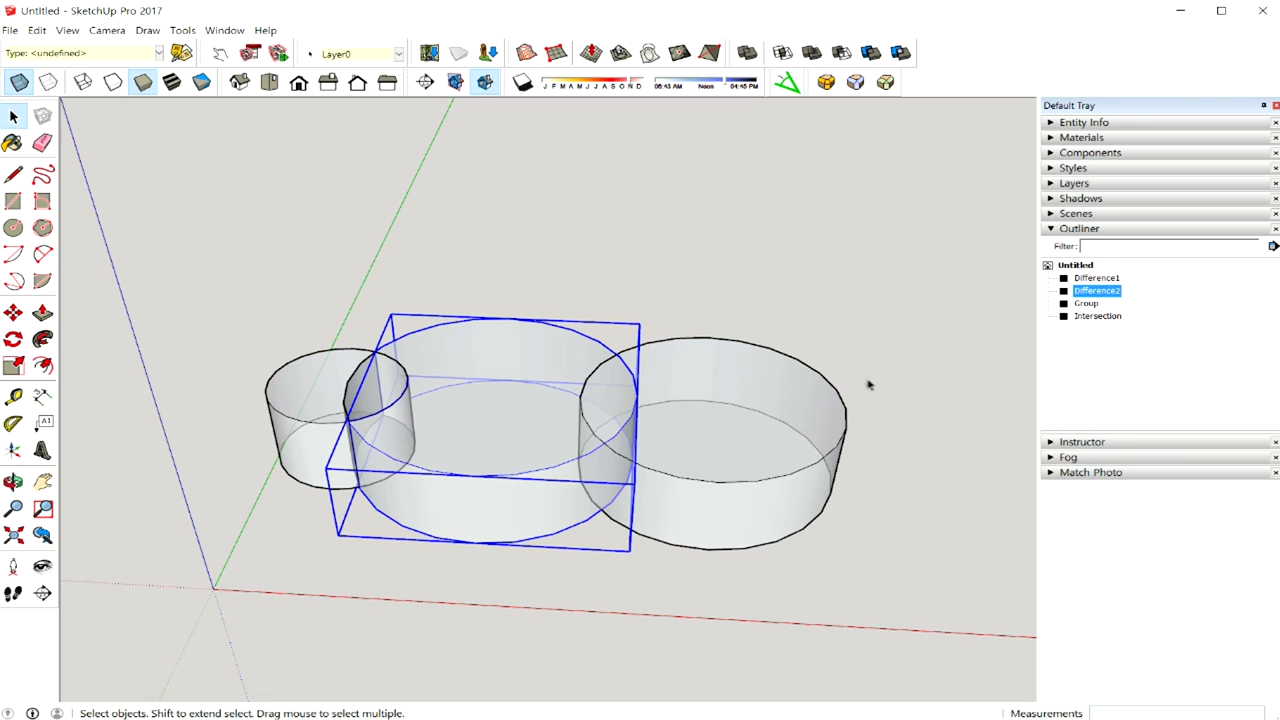 Untitled - SketchUp Pro 2017
File Edit View Camera Draw Tools Window Help
Type: <undefined>
Layer0
J F M A M J J A S O N D
06:43 AM Noon 04:45 PM
A1
Default Tray
Entity Info
Materials
Components
Styles
Layers
Shadows
Scenes
Outliner
Filter:
Untitled
Difference1
Difference2
Group
Intersection
Instructor
Fog
Match Photo
Select objects. Shift to extend select. Drag mouse to select multiple.
Measurements